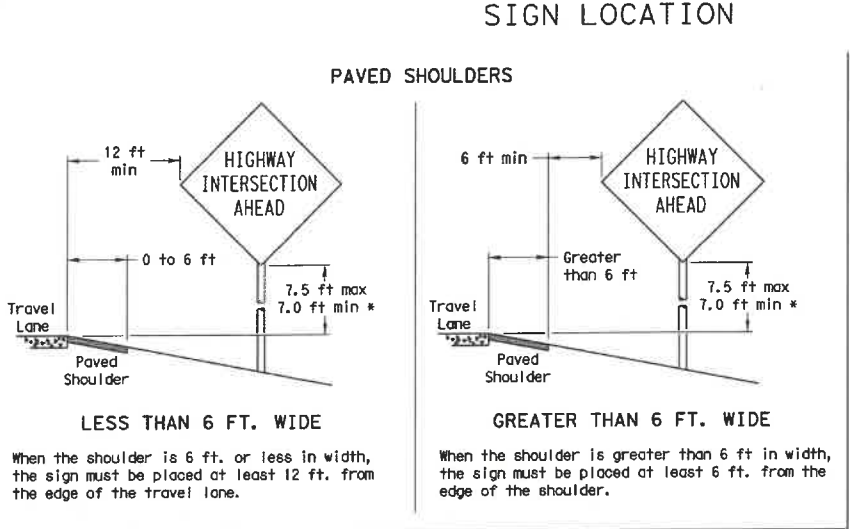 SIGN LOCATION
PAVED SHOULDERS
12 ft
min
HIGHWAY
INTERSECTION
AHEAD
0 to 6 ft
7.5 ft max
7.0 ft min *
Travel
Lane
Paved
Shoulder
LESS THAN 6 FT. WIDE
When the shoulder is 6 ft. or less in width,
the sign must be placed at least 12 ft. from
the edge of the travel lane.
6 ft min
HIGHWAY
INTERSECTION
AHEAD
Greater
than 6 ft
7.5 ft max
7.0 ft min *
Travel
Lane
Paved
Shoulder
GREATER THAN 6 FT. WIDE
When the shoulder is greater than 6 ft in width,
the sign must be placed at least 6 ft. from the
edge of the shoulder.